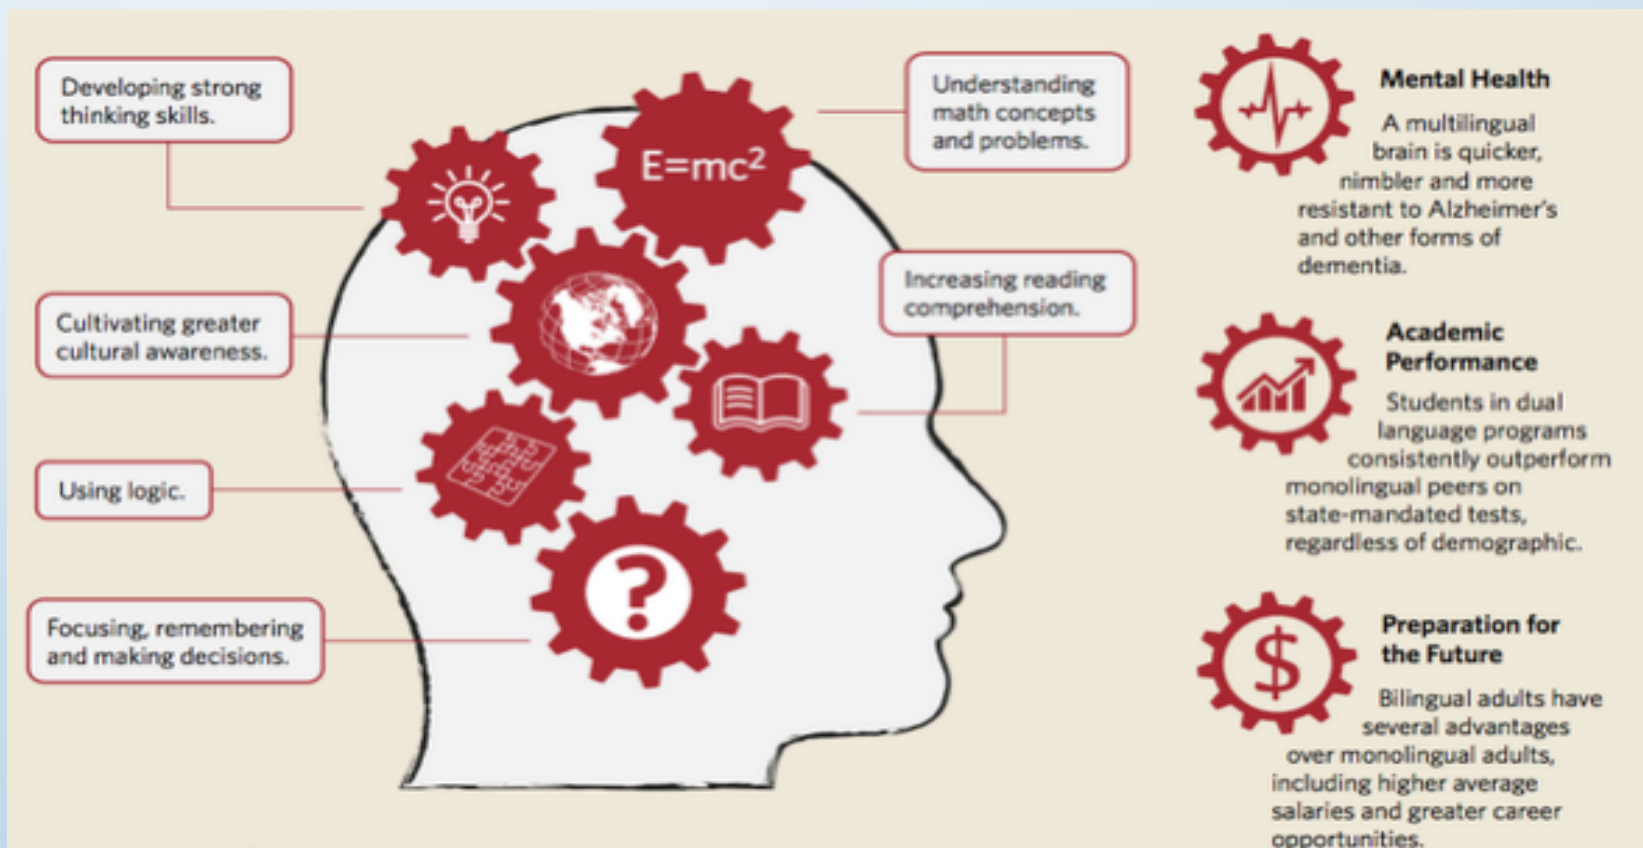 Developing strong
thinking skills.
Cultivating greater
cultural awareness.
Using logic.
Focusing, remembering
and making decisions.
E=mc²
Understanding
math concepts
and problems.
Increasing reading
comprehension.
?
Mental Health
A multilingual
brain is quicker,
nimbler and more
resistant to Alzheimer's
and other forms of
dementia.
Academic
Performance
Students in dual
language programs
consistently outperform
monolingual peers on
state-mandated tests,
regardless of demographic.
$
Preparation for
the Future
Bilingual adults have
several advantages
over monolingual adults,
including higher average
salaries and greater career
opportunities.